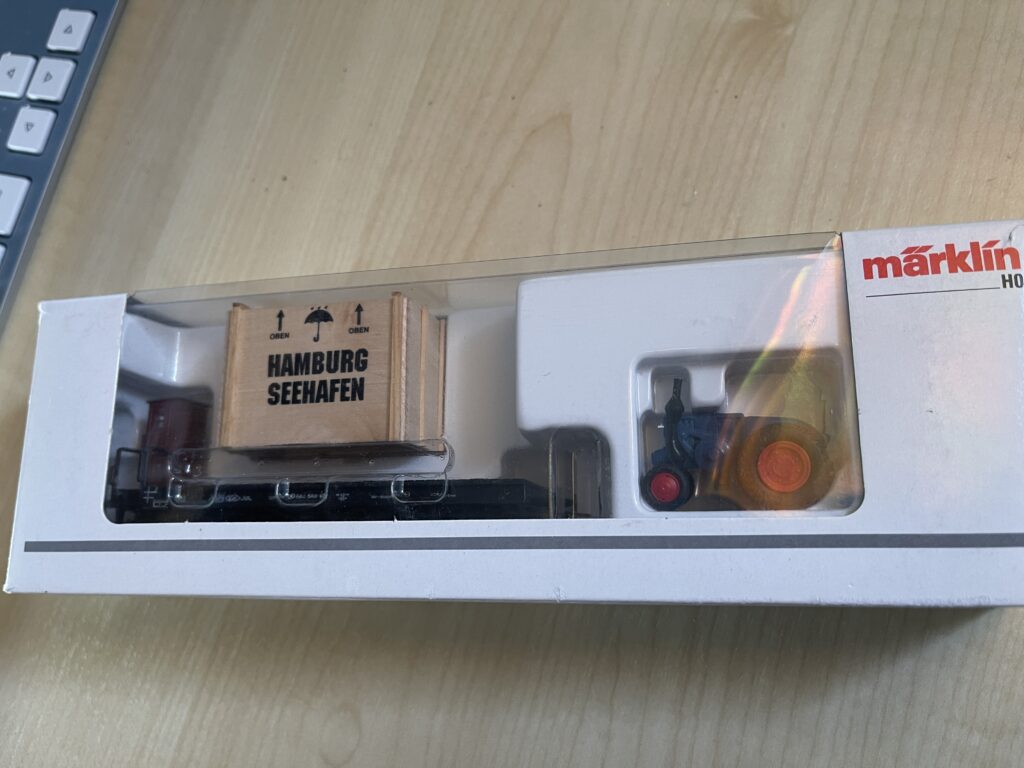 märklin
HO
OBEN
OBEN
HAMBURG
SEEHAFEN